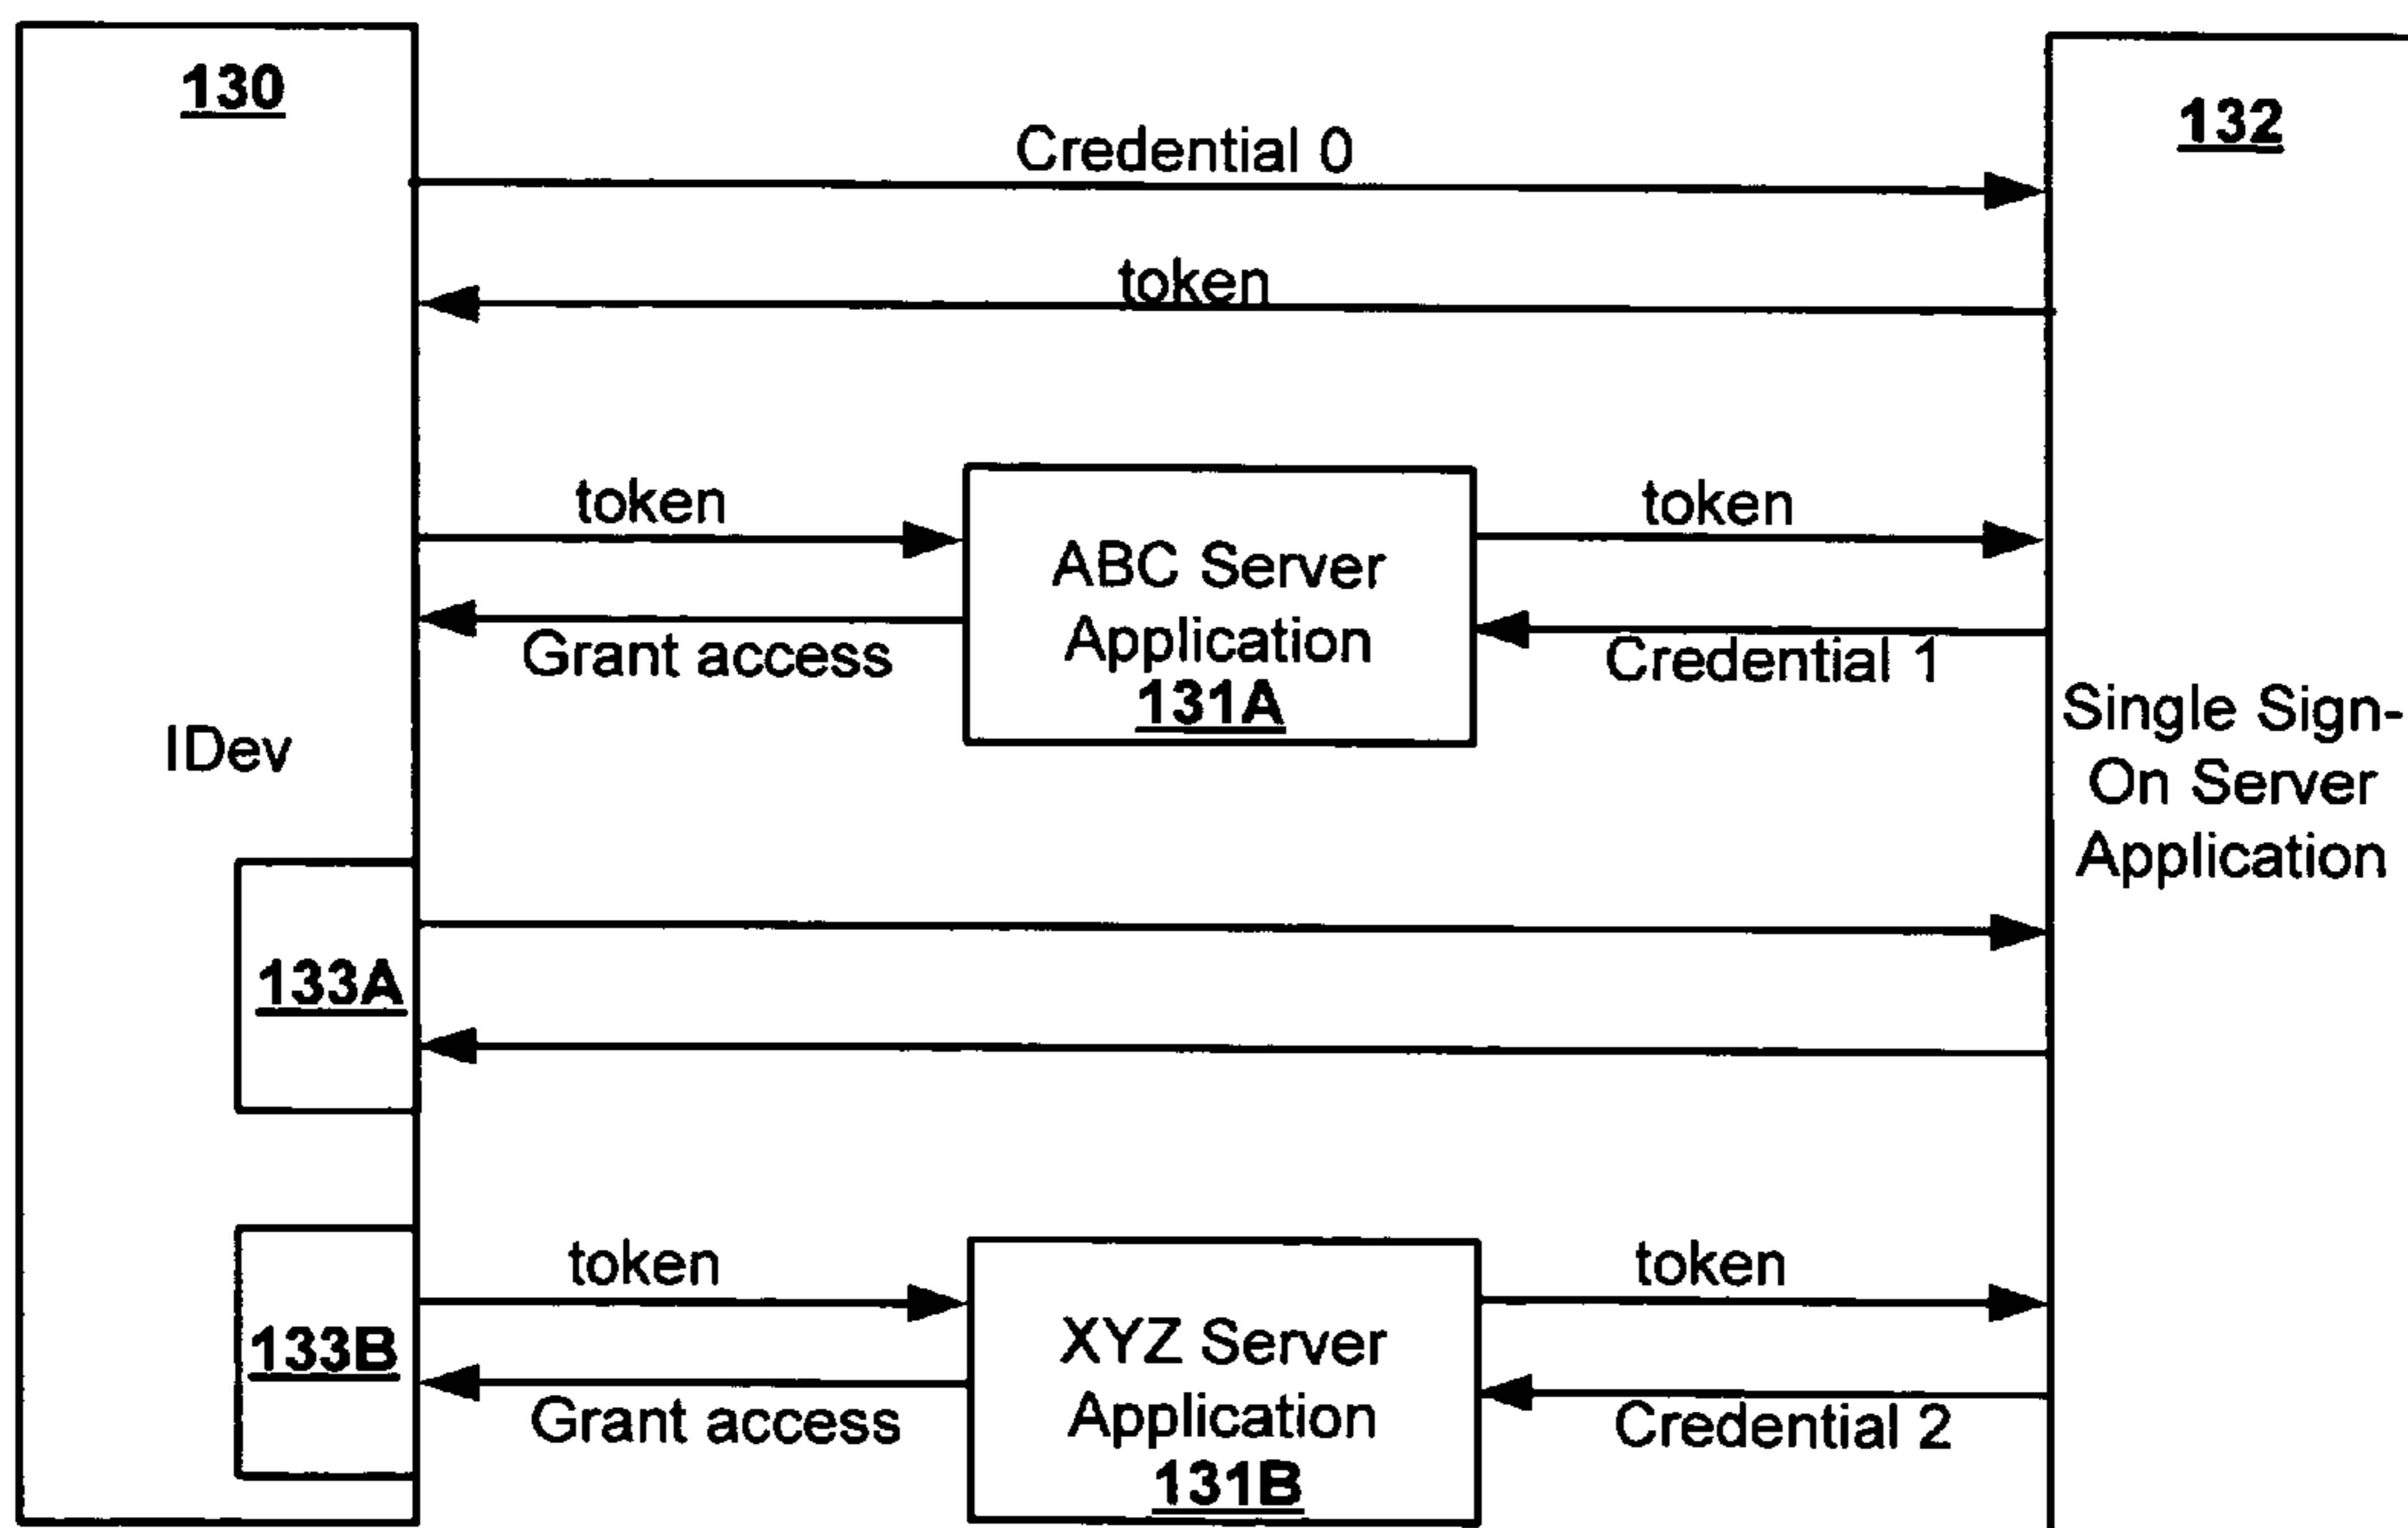 130
132
Credential 0
token
token
token
ABC Server
Application
131A
Grant access
Credential 1
IDev
Single Sign-
On Server
Application
133A
133B
token
token
XYZ Server
Application
131B
Grant access
Credential 2